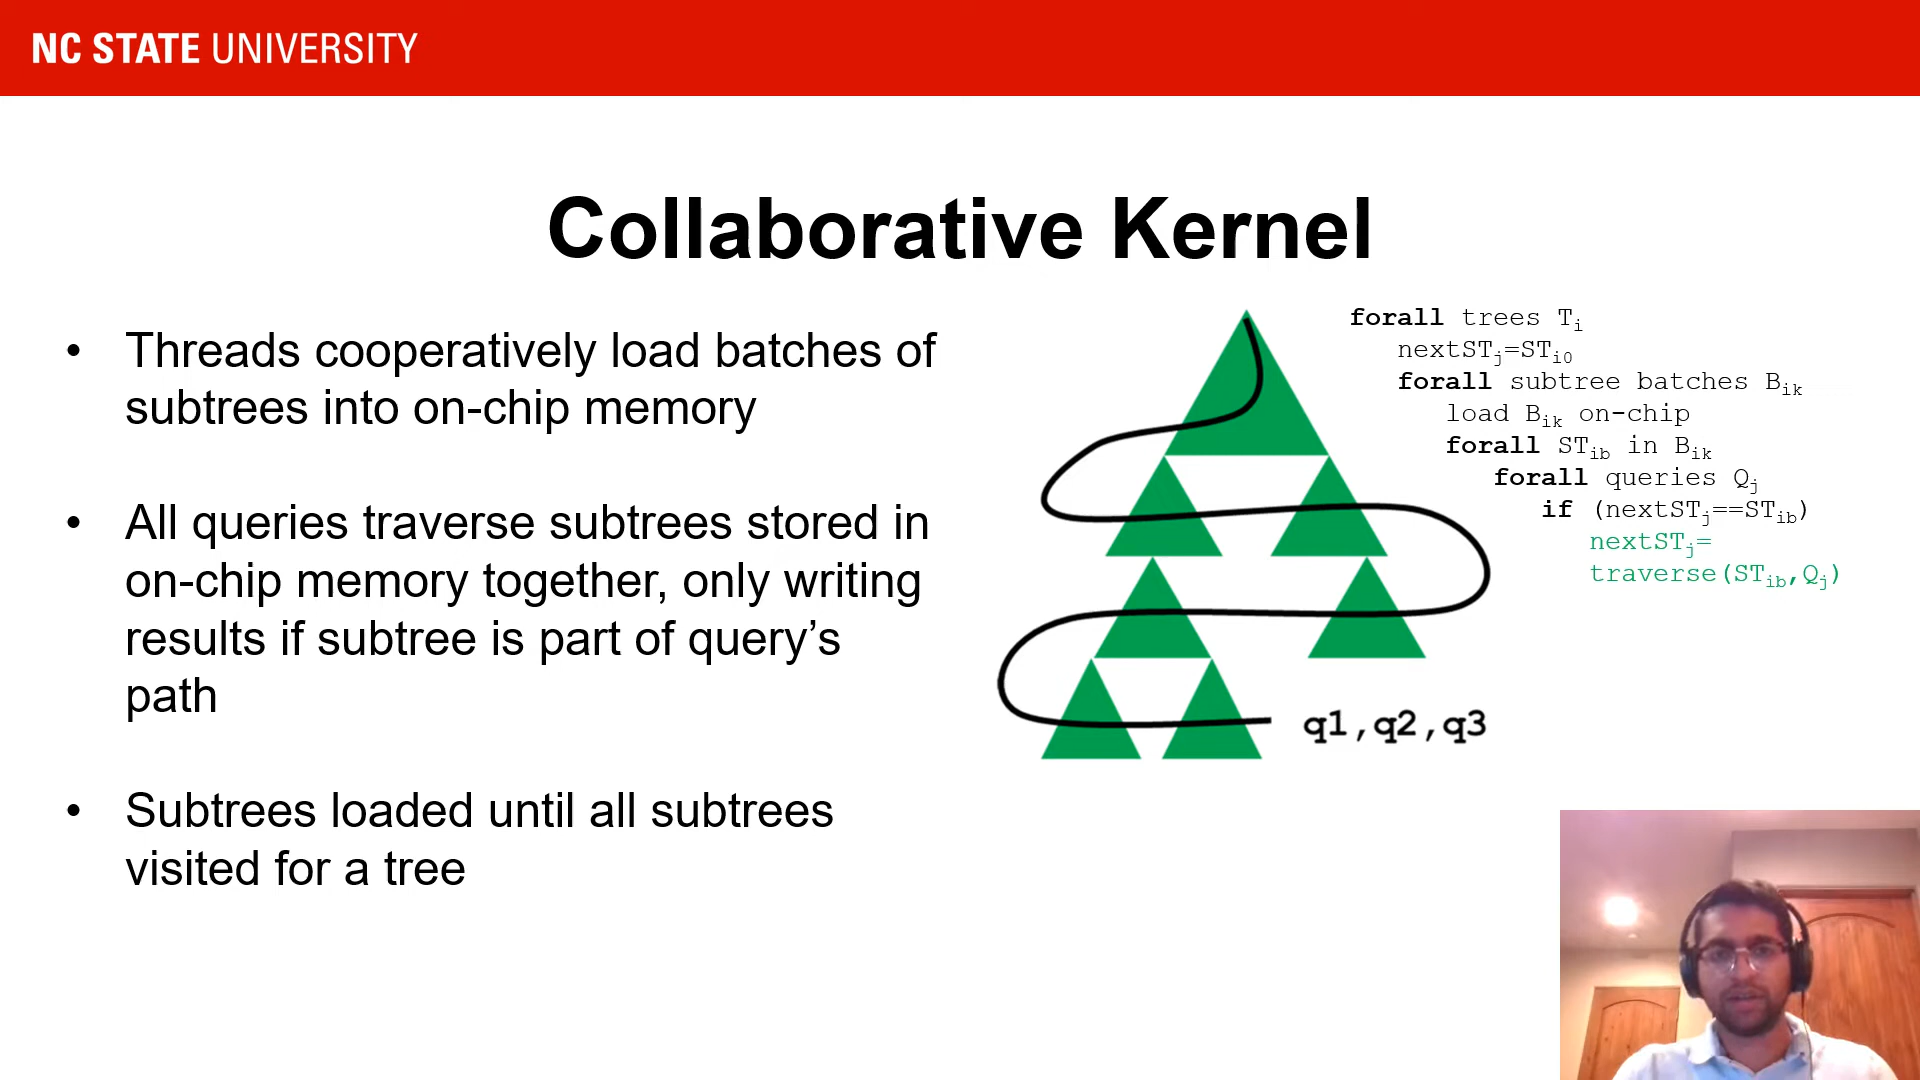 NC STATE UNIVERSITY
Collaborative Kernel
• Threads cooperatively load batches of
subtrees into on-chip memory
• All queries traverse subtrees stored in
on-chip memory together, only writing
results if subtree is part of query’s
path
• Subtrees loaded until all subtrees
visited for a tree
forall trees Ti
nextSTj=STi0
forall subtree batches Bik
load Bik on-chip
forall STib in Bik
forall queries Qj
if (nextSTj==STib)
nextSTj=
traverse(STib,Qj)
q1,q2,q3